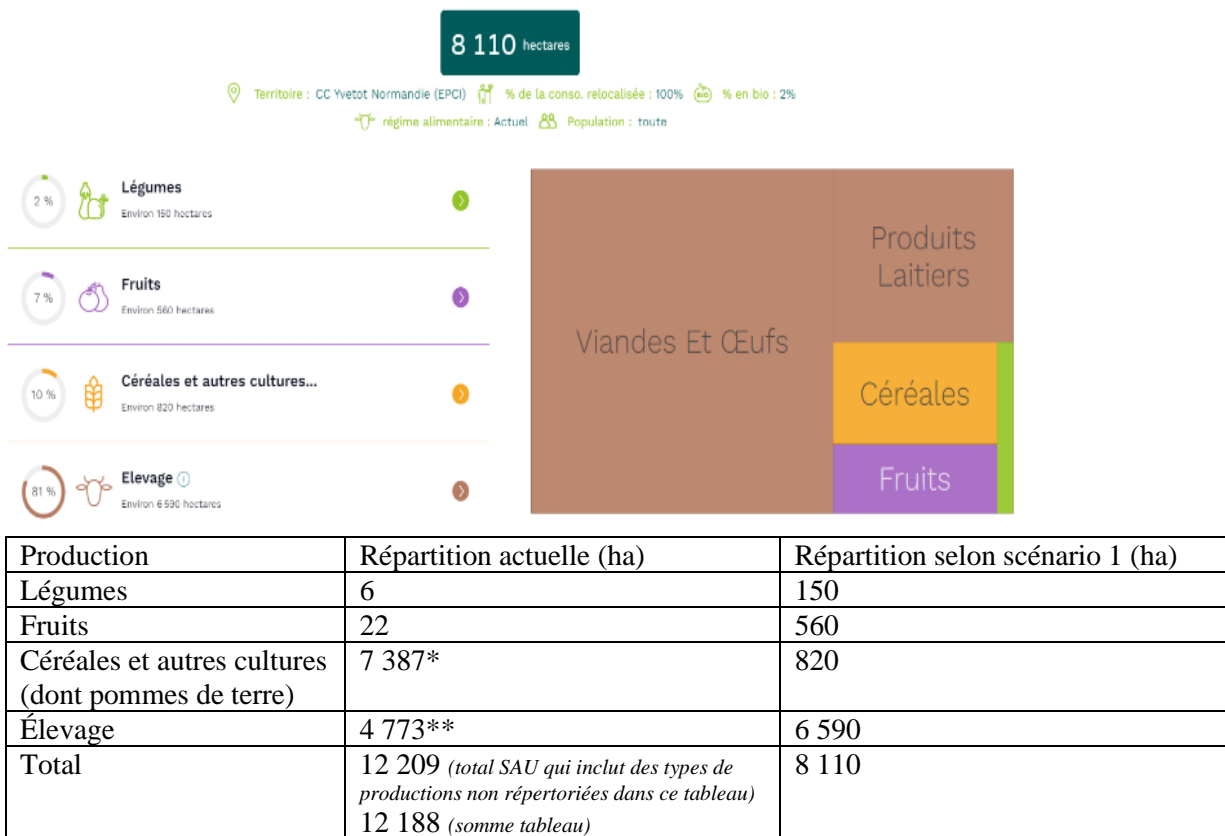 8 110 hectares
Territoire : CC Yvetot Normandie (EPCI) % de la conso. relocalisée : 100% BIO % en bio : 2%
régime alimentaire : Actuel Population : toute
2 %
Légumes
Environ 150 hectares
7 %
Fruits
Environ 560 hectares
10 %
Céréales et autres cultures...
Environ 820 hectares
81 %
Elevage i
Environ 6 590 hectares
Viandes Et Œufs
Produits
Laitiers
Céréales
Fruits
Production Répartition actuelle (ha) Répartition selon scénario 1 (ha)
Légumes 6 150
Fruits 22 560
Céréales et autres cultures 7 387* 820
(dont pommes de terre)
Élevage 4 773** 6 590
Total 12 209 (total SAU qui inclut des types de 8 110
productions non répertoriées dans ce tableau)
12 188 (somme tableau)